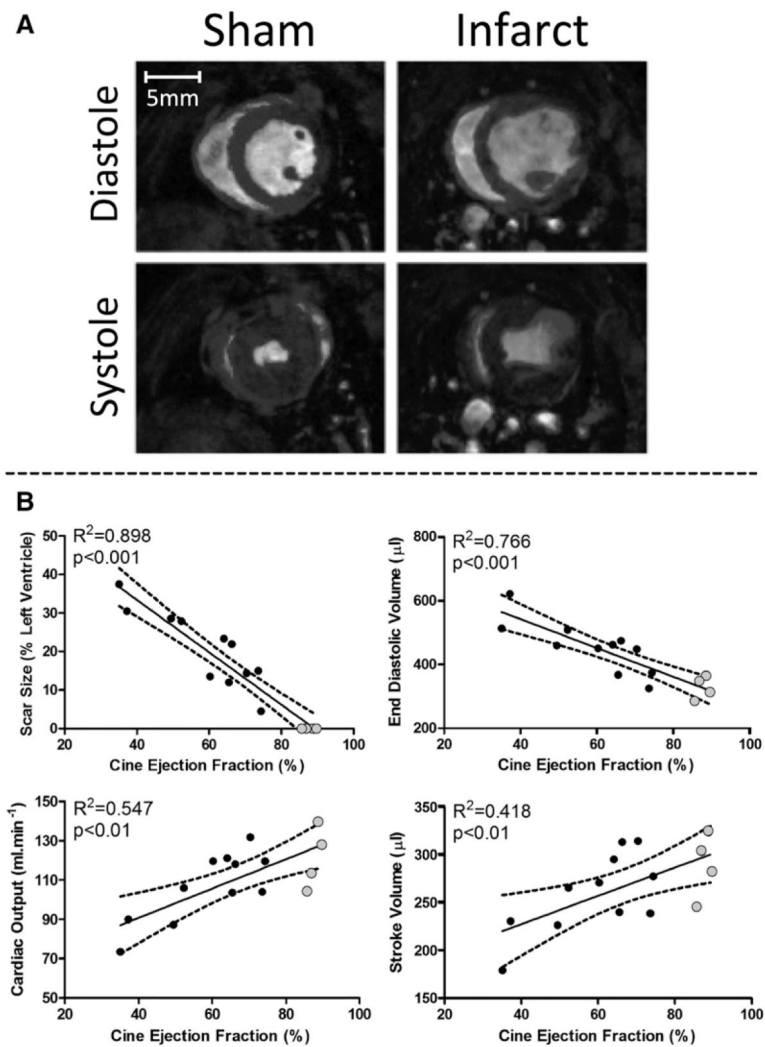 A
Sham Infarct
Diastole
5mm
Systole
B
R²=0.898
p<0.001
Scar Size (% Left Ventricle)
50
40
30
20
10
0
20 40 60 80 100
Cine Ejection Fraction (%)
R²=0.766
p<0.001
End Diastolic Volume (μl)
800
600
400
200
20 40 60 80 100
Cine Ejection Fraction (%)
R²=0.547
p<0.01
Cardiac Output (ml.min⁻¹)
150
130
110
90
70
50
20 40 60 80 100
Cine Ejection Fraction (%)
R²=0.418
p<0.01
Stroke Volume (μl)
350
300
250
200
150
20 40 60 80 100
Cine Ejection Fraction (%)